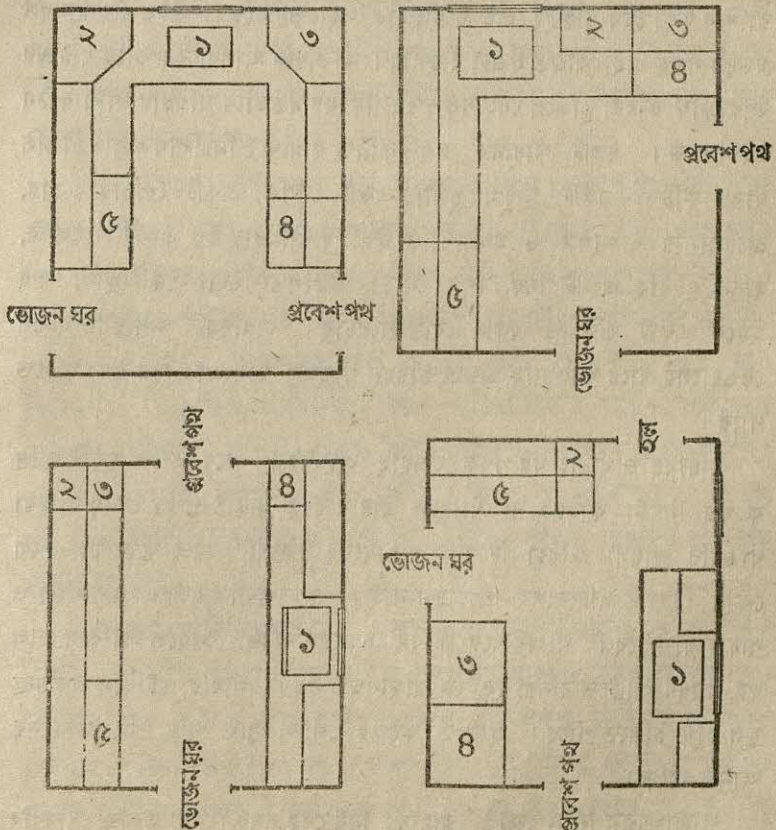 ২ ১ ৩
৫ ৪
ভোজন ঘর প্রবেশ পথ
১ ২ ৩
৪
প্রবেশ পথ
৫
ভোজন ঘর
প্রবেশ পথ
২ ৩ ৪
১
৫
ভোজন ঘর
হল
২
৫
ভোজন ঘর
৩
১
৪
প্রবেশ পথ